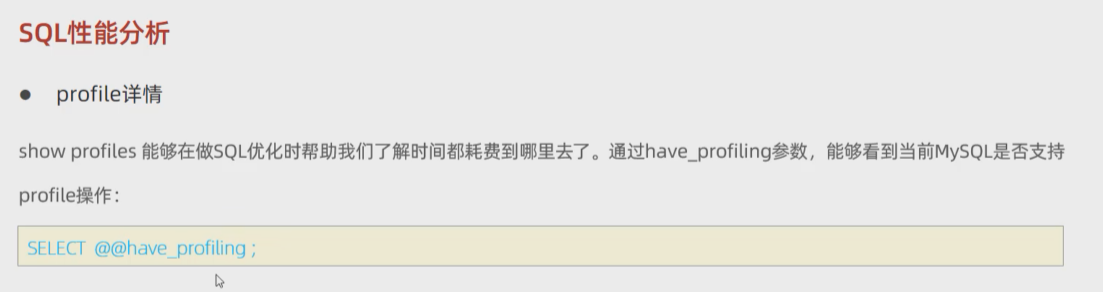 SQL性能分析
● profile详情
show profiles 能够在做SQL优化时帮助我们了解时间都耗费到哪里去了。通过have_profiling参数，能够看到当前MySQL是否支持
profile操作：
SELECT @@have_profiling ;